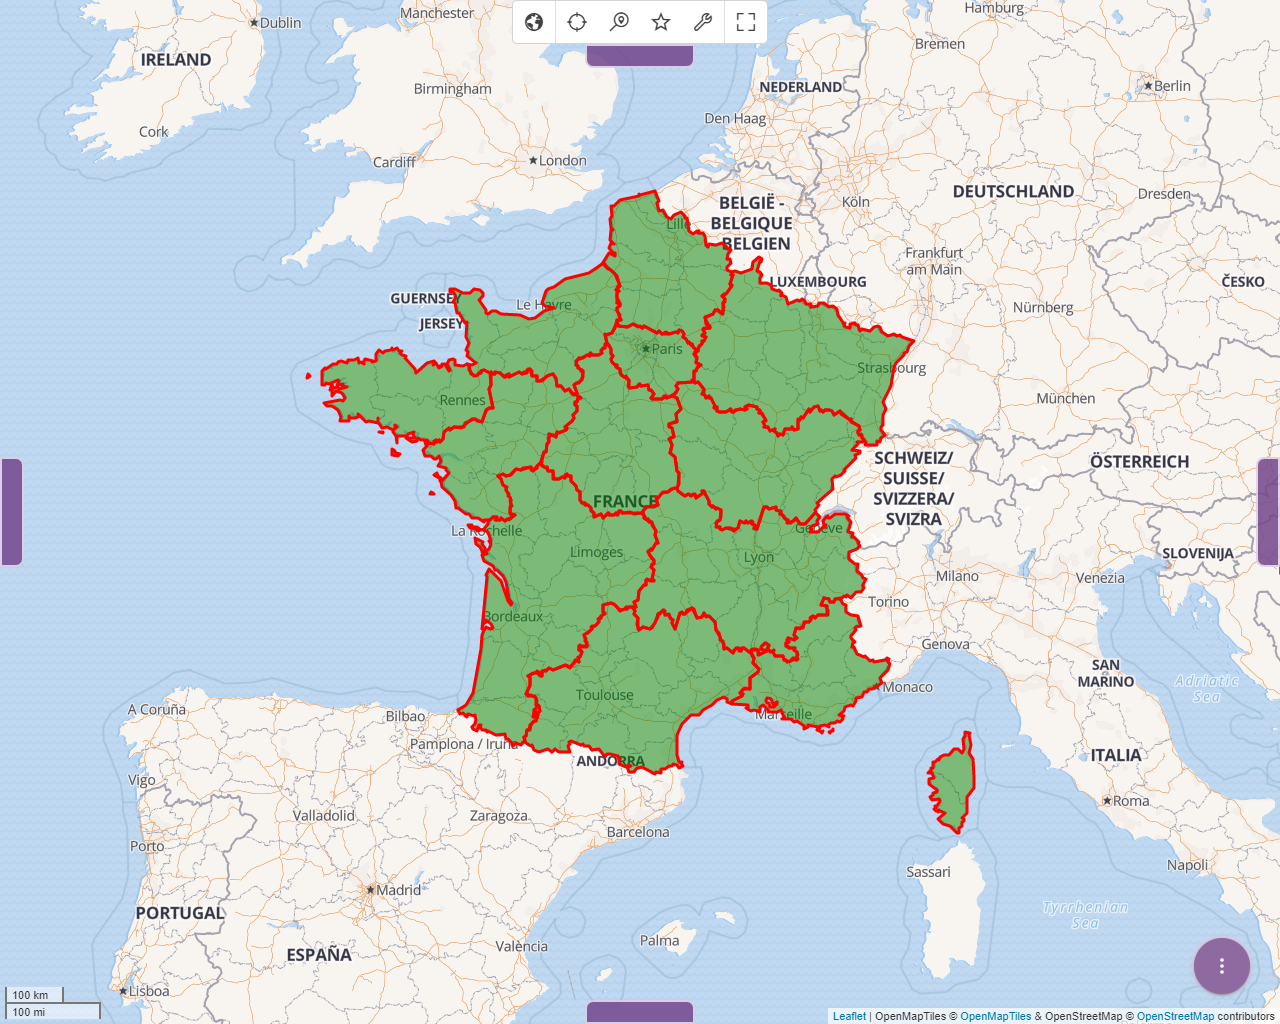 Hamburg
Manchester
Dublin
Bremen
IRELAND
Birmingham
NEDERLAND
Berlin
Den Haag
Cork
Cardiff
London
DEUTSCHLAND
Dresden
BELGIË -
BELGIQUE
BELGIEN
Köln
Lille
Frankfurt
am Main
LUXEMBOURG
ČESKO
GUERNSEY
Le Havre
Nürnberg
JERSEY
Paris
Strasbourg
Rennes
München
SCHWEIZ/
SUISSE/
SVIZZERA/
SVIZRA
ÖSTERREICH
FRANCE
La Rochelle
Genève
Limoges
Lyon
SLOVENIJA
Milano
Venezia
Torino
Bordeaux
Genova
SAN
MARINO
Toulouse
Monaco
Adriatic
Sea
A Coruña
Bilbao
Marseille
Pamplona / Iruña
ANDORRA
ITALIA
Vigo
Roma
Valladolid
Zaragoza
Barcelona
Porto
Napoli
Sassari
Madrid
PORTUGAL
Tyrrhenian
Sea
Palma
València
ESPAÑA
Lisboa
100 km
100 mi
Leaflet | OpenMapTiles © OpenMapTiles & OpenStreetMap © OpenStreetMap contributors